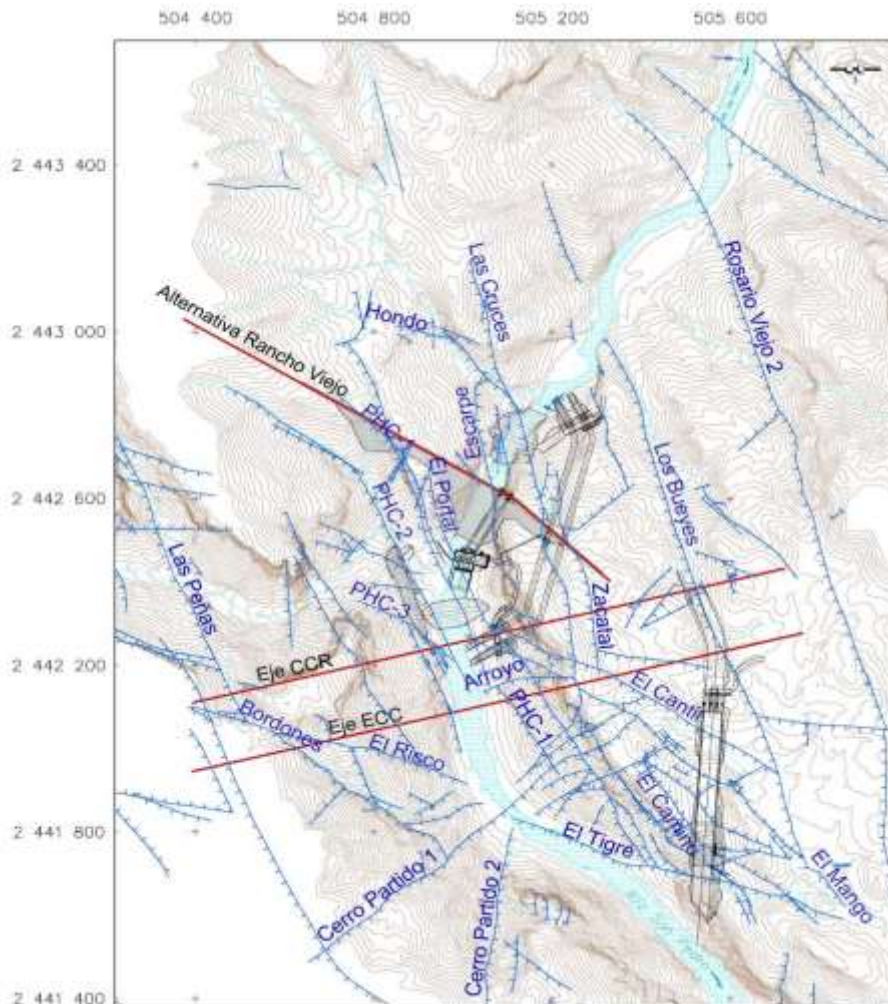 504 400
504 800
505 200
505 600
2 443 400
2 443 000
2 442 600
2 442 200
2 441 800
2 441 400
Alternativa Rancho Viejo
Hondo
Las Cruces
Rosario Viejo 2
Escarpe
El Portal
PHC-2
Los Bueyes
Las Peñas
PHC-3
Zacatal
Eje CCR
Arroyo
El Cantil
Bordones
Eje ECC
PHC-1
El Risco
El Camino
El Tigre
El Mango
Cerro Partido 1
Cerro Partido 2